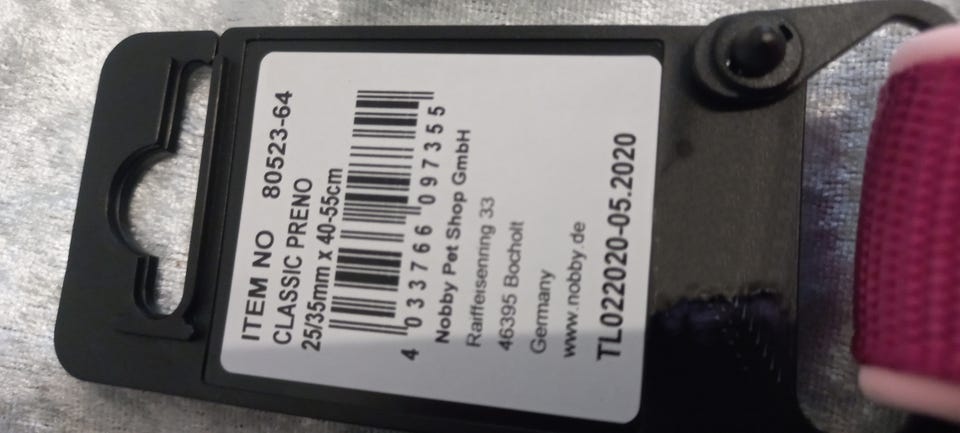 ITEM NO 80523-64
CLASSIC PRENO
25/35mm x 40-55cm
4 033766 097355
Nobby Pet Shop GmbH
Raiffeisenring 33
46395 Bocholt
Germany
www.nobby.de
TL022020-05.2020